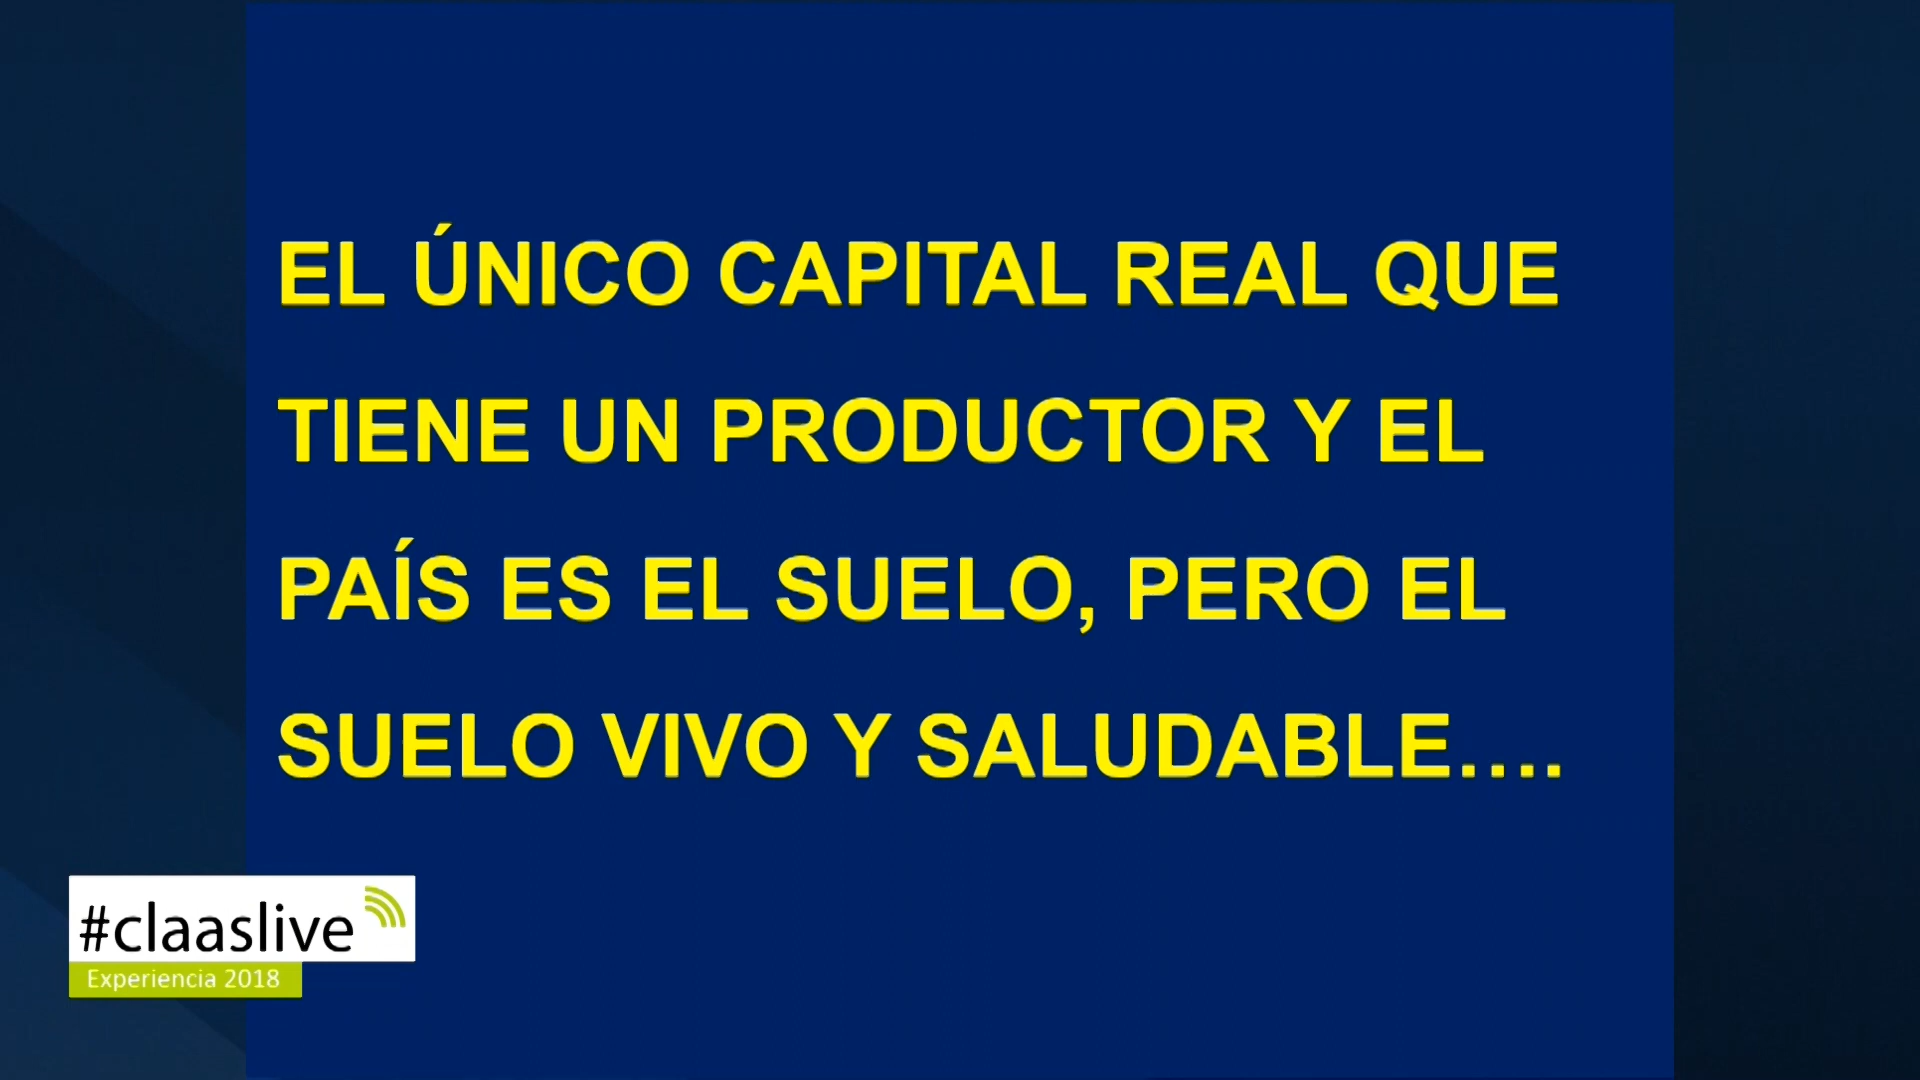 EL ÚNICO CAPITAL REAL QUE
TIENE UN PRODUCTOR Y EL
PAÍS ES EL SUELO, PERO EL
SUELO VIVO Y SALUDABLE....
#claaslive
Experiencia 2018